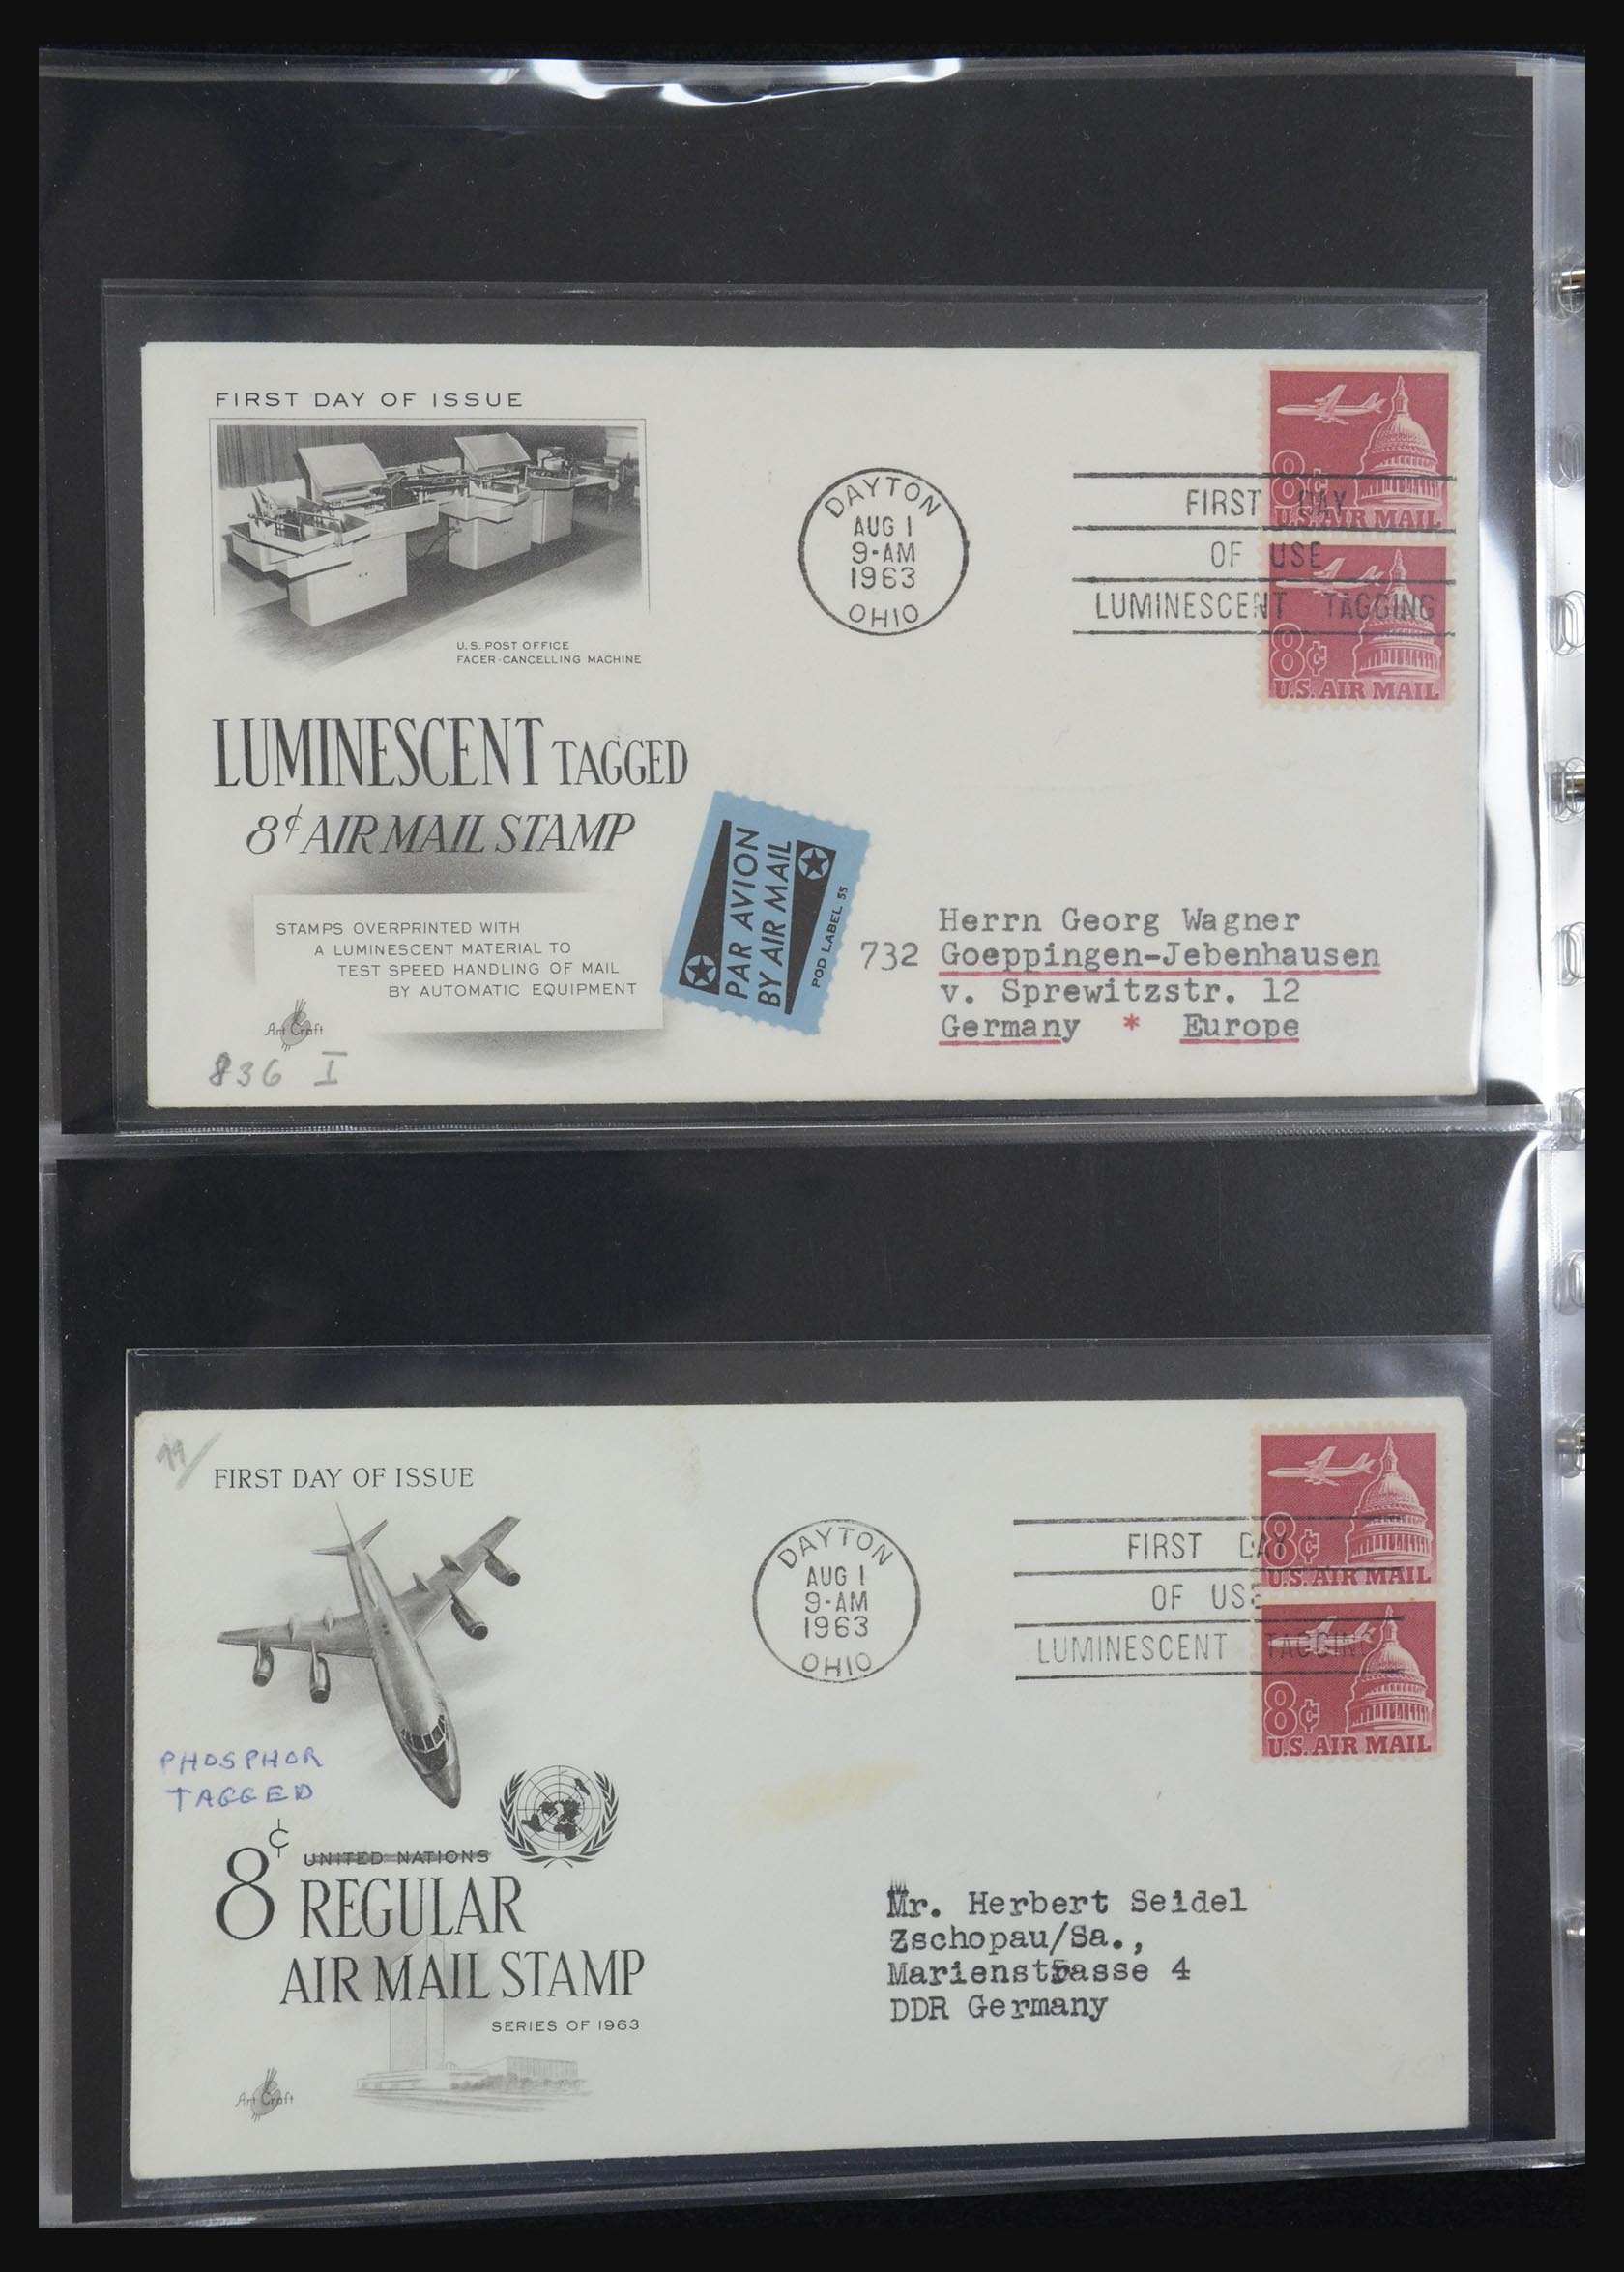 FIRST DAY OF ISSUE
U.S. POST OFFICE
FACER-CANCELLING MACHINE
LUMINESCENT TAGGED
8¢ AIR MAIL STAMP
STAMPS OVERPRINTED WITH
A LUMINESCENT MATERIAL TO
TEST SPEED HANDLING OF MAIL
BY AUTOMATIC EQUIPMENT
Art Craft
836 I
DAYTON
AUG 1
9-AM
1963
OHIO
FIRST DAY
OF USE
LUMINESCENT TAGGING
8¢
U.S. AIR MAIL
8¢
U.S. AIR MAIL
PAR AVION
BY AIR MAIL
POD LABEL 55
Herrn Georg Wagner
732 Goeppingen-Jebenhausen
v. Sprewitzstr. 12
Germany * Europe
FIRST DAY OF ISSUE
PHOSPHOR
TAGGED
8¢ UNITED NATIONS
REGULAR
AIR MAIL STAMP
SERIES OF 1963
Art Craft
DAYTON
AUG 1
9-AM
1963
OHIO
FIRST DAY
OF USE
LUMINESCENT TAGGING
8¢
U.S. AIR MAIL
8¢
U.S. AIR MAIL
Mr. Herbert Seidel
Zschopau/Sa.,
Marienstrasse 4
DDR Germany